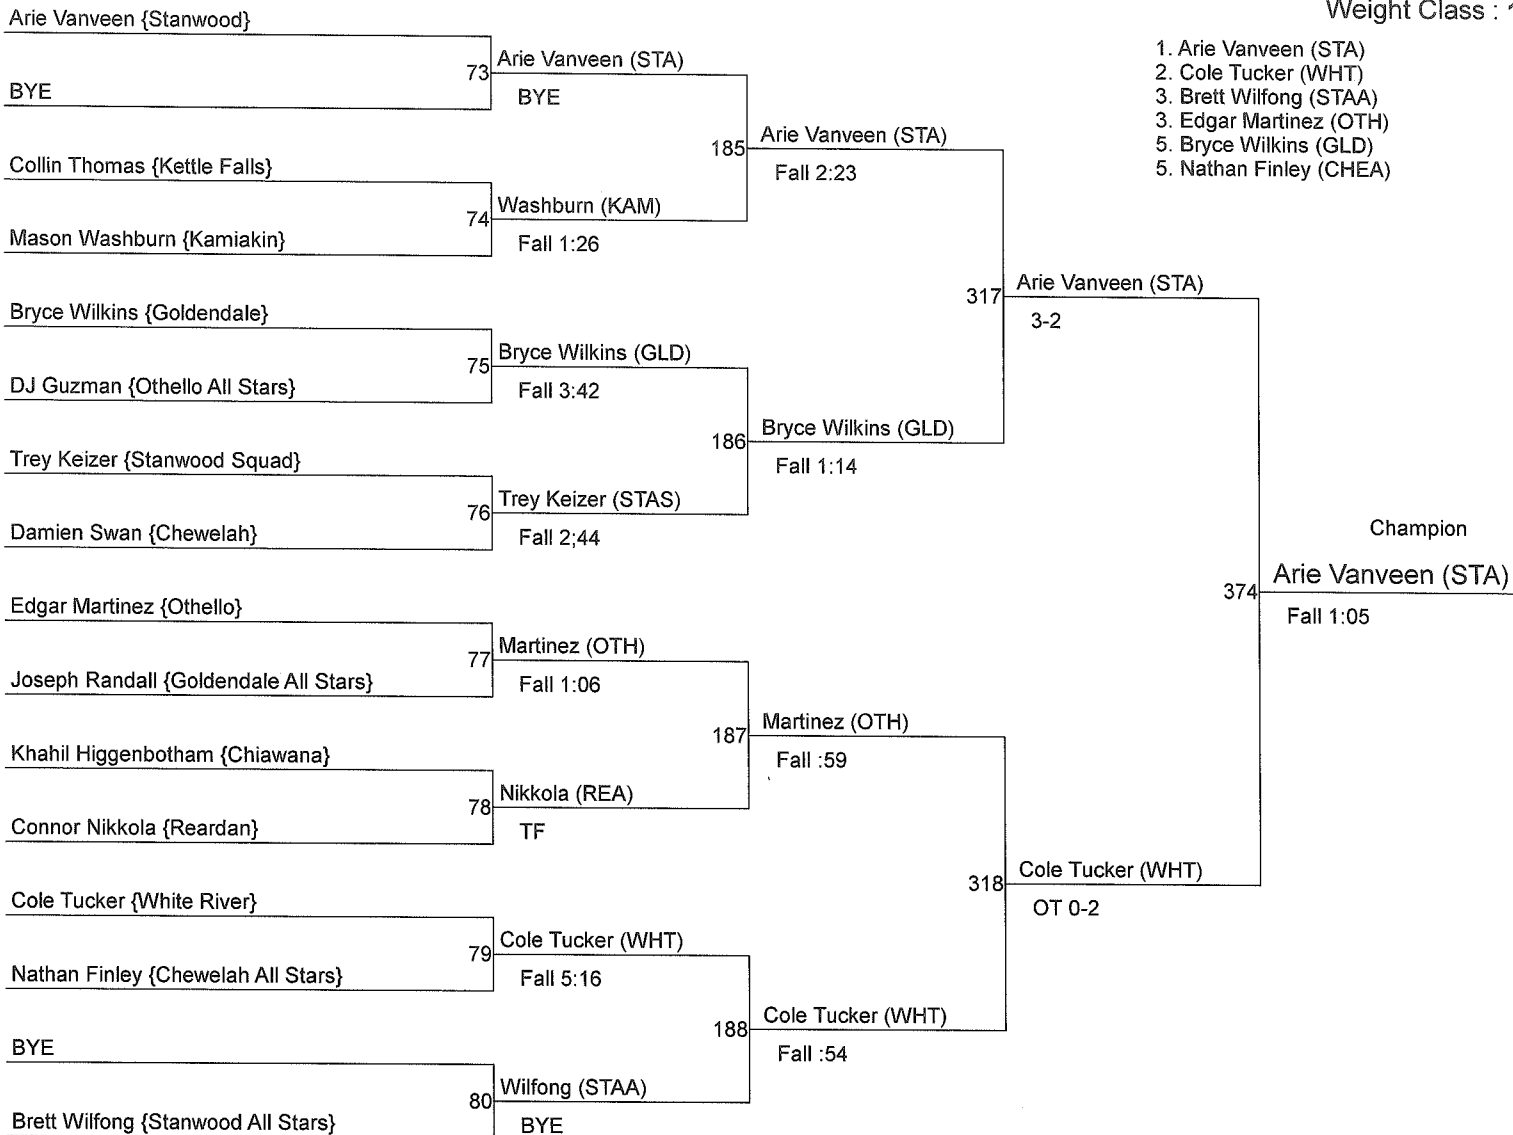 Weight Class :
1. Arie Vanveen (STA)
2. Cole Tucker (WHT)
3. Brett Wilfong (STAA)
3. Edgar Martinez (OTH)
5. Bryce Wilkins (GLD)
5. Nathan Finley (CHEA)
Arie Vanveen {Stanwood}
BYE
Collin Thomas {Kettle Falls}
Mason Washburn {Kamiakin}
Bryce Wilkins {Goldendale}
DJ Guzman {Othello All Stars}
Trey Keizer {Stanwood Squad}
Damien Swan {Chewelah}
Edgar Martinez {Othello}
Joseph Randall {Goldendale All Stars}
Khahil Higgenbotham {Chiawana}
Connor Nikkola {Reardan}
Cole Tucker {White River}
Nathan Finley {Chewelah All Stars}
BYE
Brett Wilfong {Stanwood All Stars}
73 Arie Vanveen (STA)
BYE
74 Washburn (KAM)
Fall 1:26
75 Bryce Wilkins (GLD)
Fall 3:42
76 Trey Keizer (STAS)
Fall 2;44
77 Martinez (OTH)
Fall 1:06
78 Nikkola (REA)
TF
79 Cole Tucker (WHT)
Fall 5:16
80 Wilfong (STAA)
BYE
185 Arie Vanveen (STA)
Fall 2:23
186 Bryce Wilkins (GLD)
Fall 1:14
187 Martinez (OTH)
Fall :59
188 Cole Tucker (WHT)
Fall :54
317 Arie Vanveen (STA)
3-2
318 Cole Tucker (WHT)
OT 0-2
Champion
374 Arie Vanveen (STA)
Fall 1:05